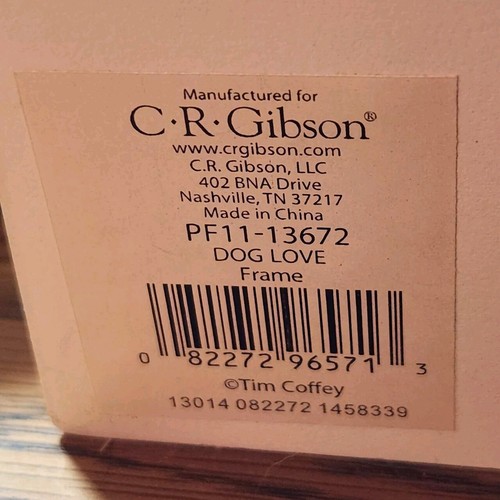 Manufactured for
C·R·Gibson®
www.crgibson.com
C.R. Gibson, LLC
402 BNA Drive
Nashville, TN 37217
Made in China
PF11-13672
DOG LOVE
Frame
0 82272 96571 3
©Tim Coffey
13014 082272 1458339